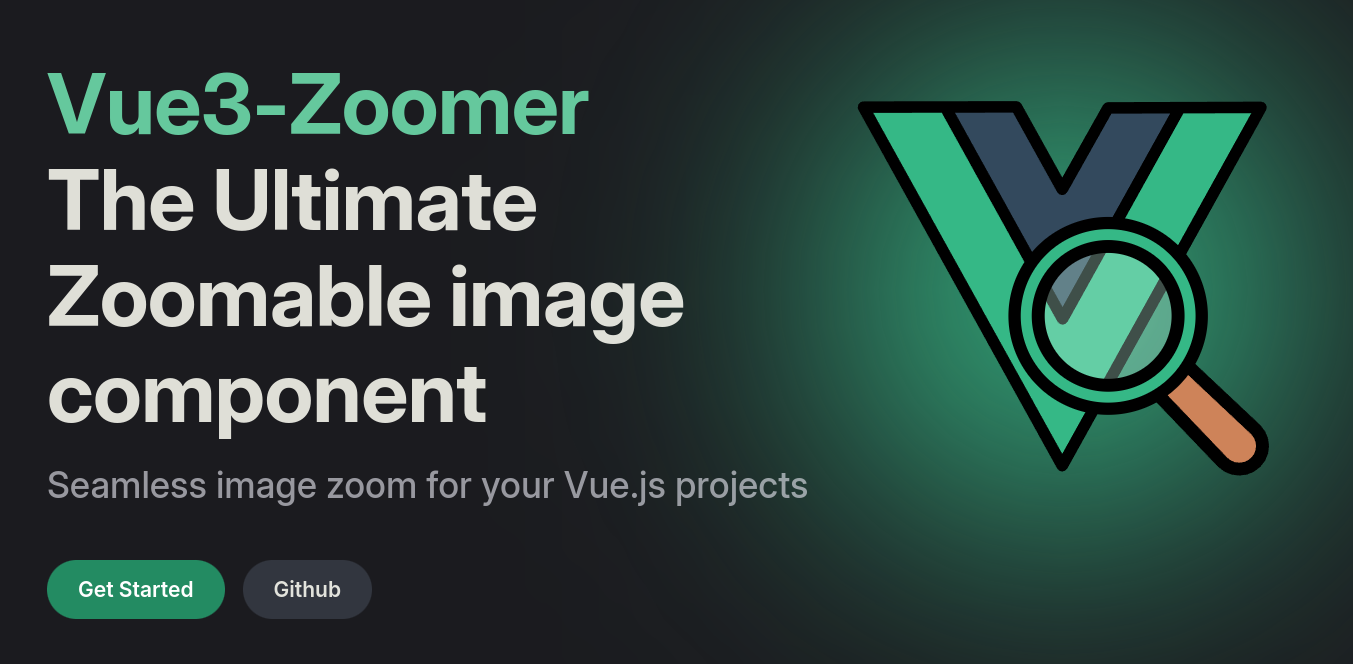 Vue3-Zoomer
The Ultimate
Zoomable image
component
Seamless image zoom for your Vue.js projects
Get Started
Github